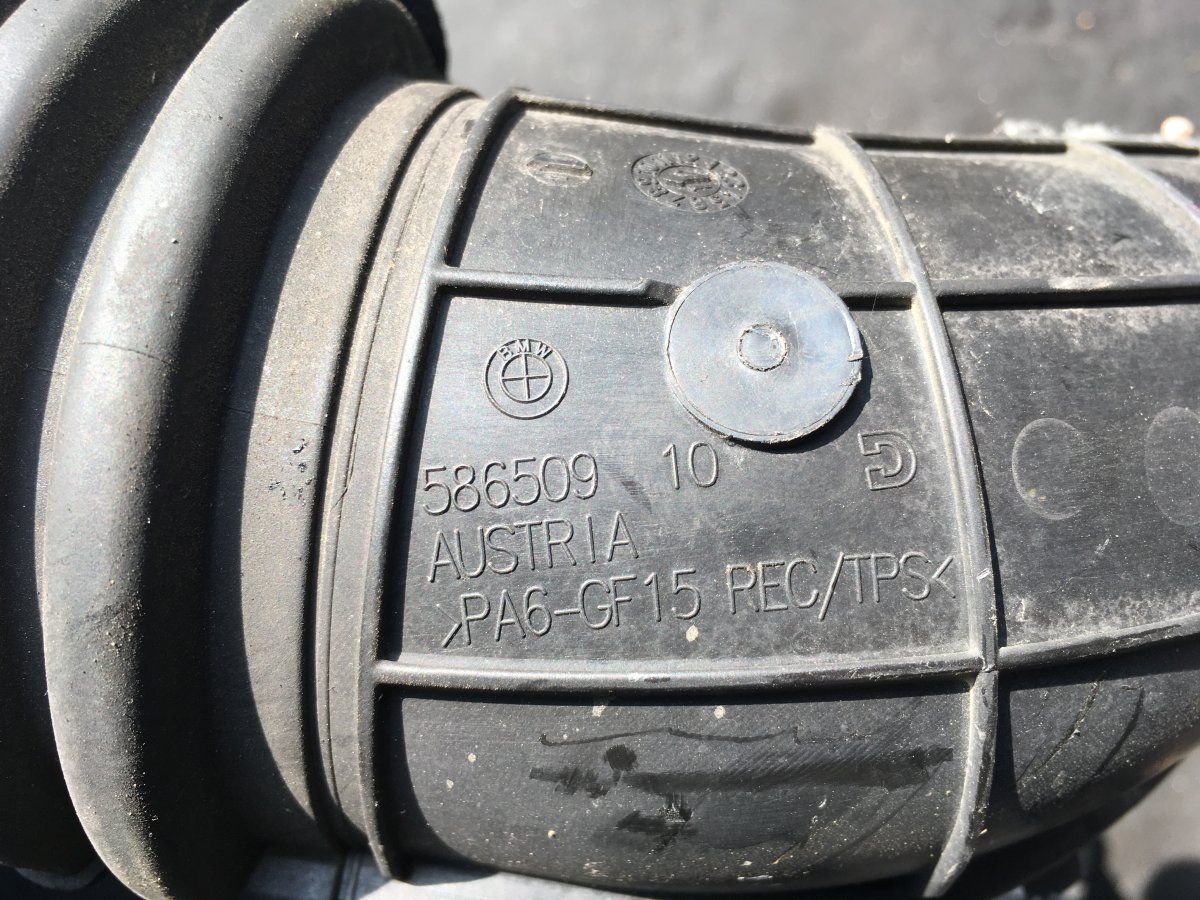 BMW
586509 10
AUSTRIA
>PA6-GF15 REC/TPS<